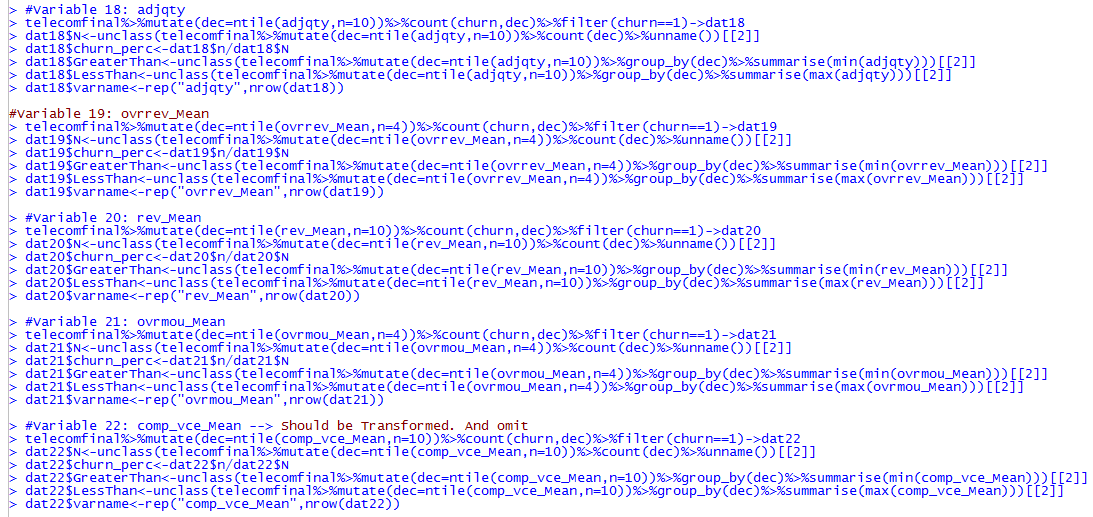 > #Variable 18: adjqty
> telecomfinal%>%mutate(dec=ntile(adjqty,n=10))%>%count(churn,dec)%>%filter(churn==1)->dat18
> dat18$N<-unclass(telecomfinal%>%mutate(dec=ntile(adjqty,n=10))%>%count(dec)%>%unname())[[2]]
> dat18$churn_perc<-dat18$n/dat18$N
> dat18$GreaterThan<-unclass(telecomfinal%>%mutate(dec=ntile(adjqty,n=10))%>%group_by(dec)%>%summarise(min(adjqty)))[[2]]
> dat18$LessThan<-unclass(telecomfinal%>%mutate(dec=ntile(adjqty,n=10))%>%group_by(dec)%>%summarise(max(adjqty)))[[2]]
> dat18$varname<-rep("adjqty",nrow(dat18))
#Variable 19: ovrrev_Mean
> telecomfinal%>%mutate(dec=ntile(ovrrev_Mean,n=4))%>%count(churn,dec)%>%filter(churn==1)->dat19
> dat19$N<-unclass(telecomfinal%>%mutate(dec=ntile(ovrrev_Mean,n=4))%>%count(dec)%>%unname())[[2]]
> dat19$churn_perc<-dat19$n/dat19$N
> dat19$GreaterThan<-unclass(telecomfinal%>%mutate(dec=ntile(ovrrev_Mean,n=4))%>%group_by(dec)%>%summarise(min(ovrrev_Mean)))[[2]]
> dat19$LessThan<-unclass(telecomfinal%>%mutate(dec=ntile(ovrrev_Mean,n=4))%>%group_by(dec)%>%summarise(max(ovrrev_Mean)))[[2]]
> dat19$varname<-rep("ovrrev_Mean",nrow(dat19))
> #Variable 20: rev_Mean
> telecomfinal%>%mutate(dec=ntile(rev_Mean,n=10))%>%count(churn,dec)%>%filter(churn==1)->dat20
> dat20$N<-unclass(telecomfinal%>%mutate(dec=ntile(rev_Mean,n=10))%>%count(dec)%>%unname())[[2]]
> dat20$churn_perc<-dat20$n/dat20$N
> dat20$GreaterThan<-unclass(telecomfinal%>%mutate(dec=ntile(rev_Mean,n=10))%>%group_by(dec)%>%summarise(min(rev_Mean)))[[2]]
> dat20$LessThan<-unclass(telecomfinal%>%mutate(dec=ntile(rev_Mean,n=10))%>%group_by(dec)%>%summarise(max(rev_Mean)))[[2]]
> dat20$varname<-rep("rev_Mean",nrow(dat20))
> #Variable 21: ovrmou_Mean
> telecomfinal%>%mutate(dec=ntile(ovrmou_Mean,n=4))%>%count(churn,dec)%>%filter(churn==1)->dat21
> dat21$N<-unclass(telecomfinal%>%mutate(dec=ntile(ovrmou_Mean,n=4))%>%count(dec)%>%unname())[[2]]
> dat21$churn_perc<-dat21$n/dat21$N
> dat21$GreaterThan<-unclass(telecomfinal%>%mutate(dec=ntile(ovrmou_Mean,n=4))%>%group_by(dec)%>%summarise(min(ovrmou_Mean)))[[2]]
> dat21$LessThan<-unclass(telecomfinal%>%mutate(dec=ntile(ovrmou_Mean,n=4))%>%group_by(dec)%>%summarise(max(ovrmou_Mean)))[[2]]
> dat21$varname<-rep("ovrmou_Mean",nrow(dat21))
> #Variable 22: comp_vce_Mean --> Should be Transformed. And omit
> telecomfinal%>%mutate(dec=ntile(comp_vce_Mean,n=10))%>%count(churn,dec)%>%filter(churn==1)->dat22
> dat22$N<-unclass(telecomfinal%>%mutate(dec=ntile(comp_vce_Mean,n=10))%>%count(dec)%>%unname())[[2]]
> dat22$churn_perc<-dat22$n/dat22$N
> dat22$GreaterThan<-unclass(telecomfinal%>%mutate(dec=ntile(comp_vce_Mean,n=10))%>%group_by(dec)%>%summarise(min(comp_vce_Mean)))[[2]]
> dat22$LessThan<-unclass(telecomfinal%>%mutate(dec=ntile(comp_vce_Mean,n=10))%>%group_by(dec)%>%summarise(max(comp_vce_Mean)))[[2]]
> dat22$varname<-rep("comp_vce_Mean",nrow(dat22))